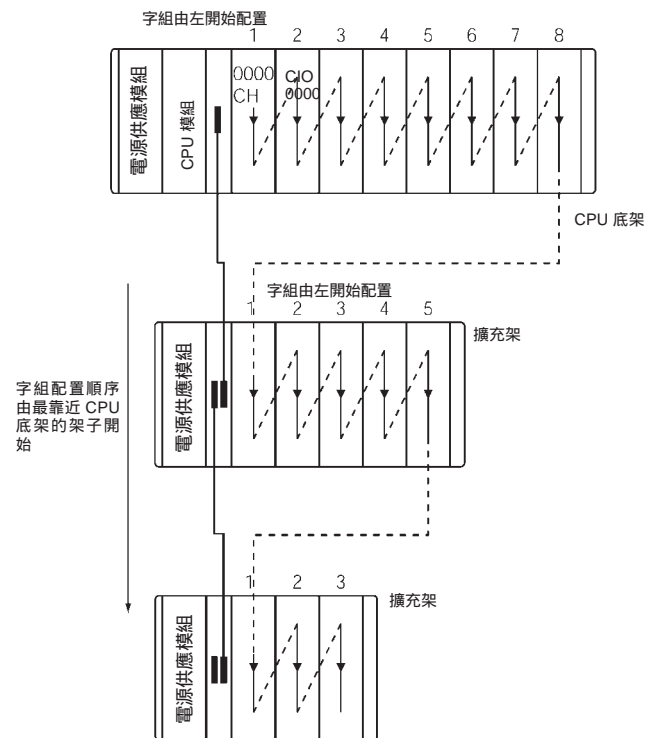 字組由左開始配置
1 2 3 4 5 6 7 8
電源供應模組
CPU 模組
0000
CH
CIO
0000
CPU 底架
字組由左開始配置
1 2 3 4 5
擴充架
電源供應模組
字組配置順序
由最靠近 CPU
底架的架子開
始
1 2 3
擴充架
電源供應模組